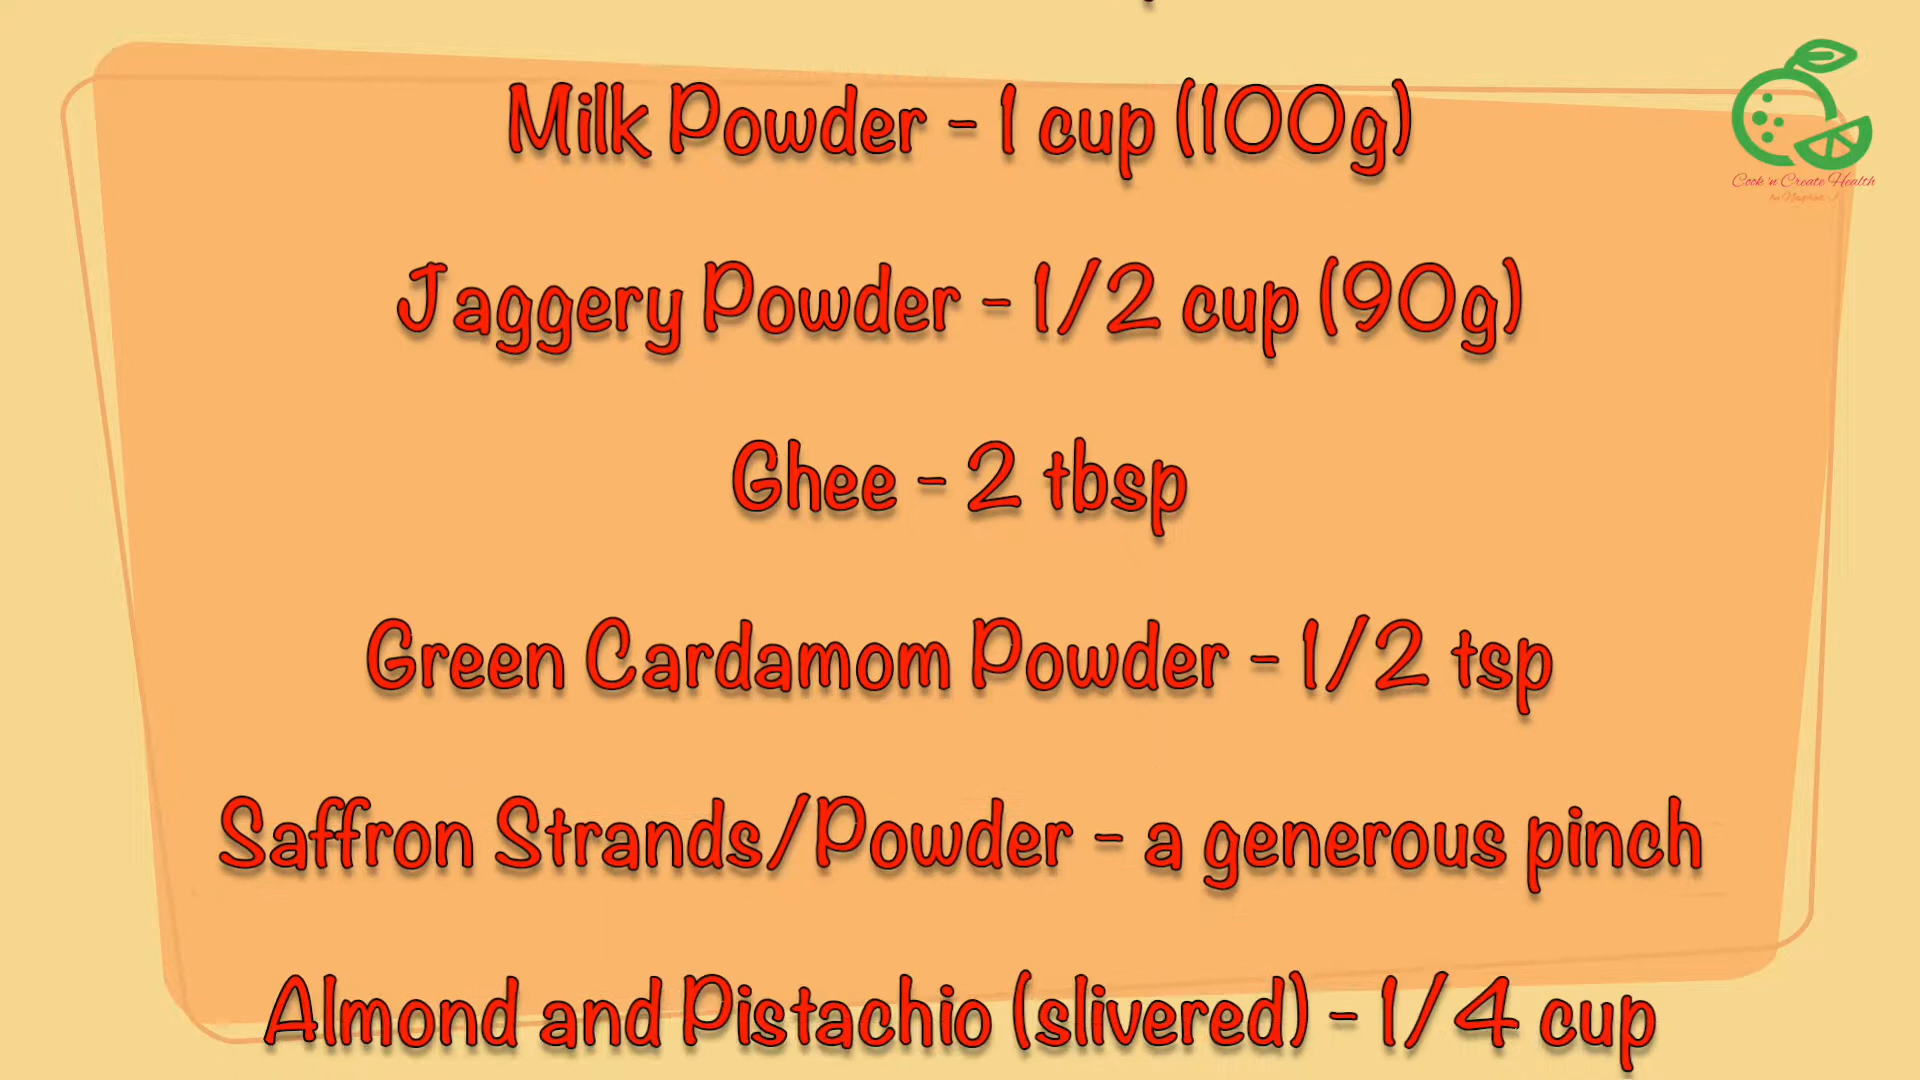 Milk Powder - 1 cup (100g)
Cook 'n Create Health
Jaggery Powder - 1/2 cup (90g)
Ghee - 2 tbsp
Green Cardamom Powder - 1/2 tsp
Saffron Strands/Powder - a generous pinch
Almond and Pistachio (slivered) - 1/4 cup